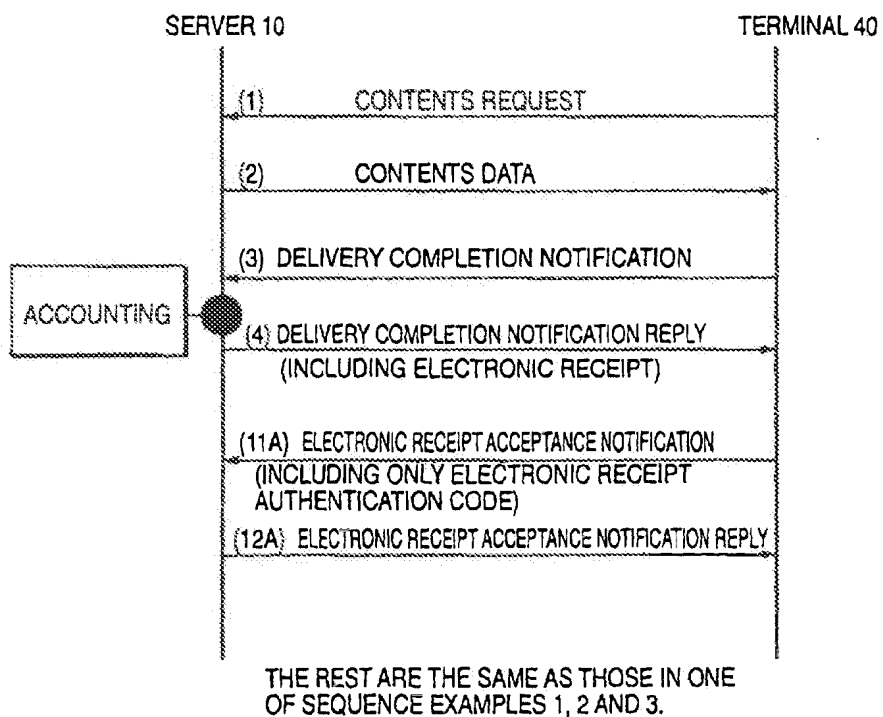 SERVER 10 TERMINAL 40
(1) CONTENTS REQUEST
(2) CONTENTS DATA
(3) DELIVERY COMPLETION NOTIFICATION
ACCOUNTING
(4) DELIVERY COMPLETION NOTIFICATION REPLY
(INCLUDING ELECTRONIC RECEIPT)
(11A) ELECTRONIC RECEIPT ACCEPTANCE NOTIFICATION
(INCLUDING ONLY ELECTRONIC RECEIPT
AUTHENTICATION CODE)
(12A) ELECTRONIC RECEIPT ACCEPTANCE NOTIFICATION REPLY
THE REST ARE THE SAME AS THOSE IN ONE
OF SEQUENCE EXAMPLES 1, 2 AND 3.